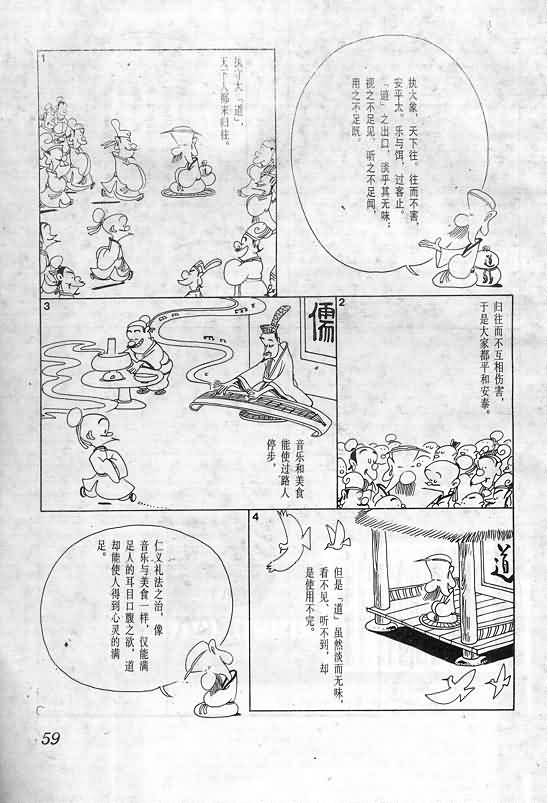 执大象，天下往。往而不害，
安平太。乐与饵，过客止。
「道」之出口，淡乎其无味；
视之不足见，听之不足闻，
用之不足既。
道
1
执守大「道」，
天下人都来归往。
2
归往而不互相伤害，
于是大家都平和安泰。
3
儒
音乐和美食
能使过路人
停步，
4
道
但是「道」虽然淡而无味，
看不见、听不到，却
是使用不完。
仁义礼法之治，像
音乐与美食一样，仅能满
足人的耳目口腹之欲，道
却能使人得到心灵的满
足。
59